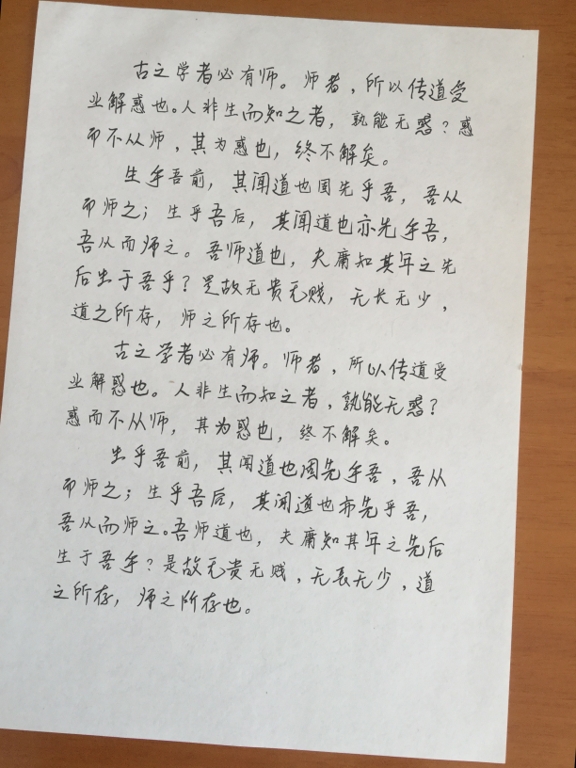 古之学者必有师。师者，所以传道受
业解惑也。人非生而知之者，孰能无惑？惑
而不从师，其为惑也，终不解矣。
生乎吾前，其闻道也固先乎吾，吾从
而师之；生乎吾后，其闻道也亦先乎吾，
吾从而师之。吾师道也，夫庸知其年之先
后生于吾乎？是故无贵无贱，无长无少，
道之所存，师之所存也。
古之学者必有师。师者，所以传道受
业解惑也。人非生而知之者，孰能无惑？
惑而不从师，其为惑也，终不解矣。
生乎吾前，其闻道也固先乎吾，吾从
而师之；生乎吾后，其闻道也亦先乎吾，
吾从而师之。吾师道也，夫庸知其年之先后
生于吾乎？是故无贵无贱，无长无少，道
之所存，师之所存也。